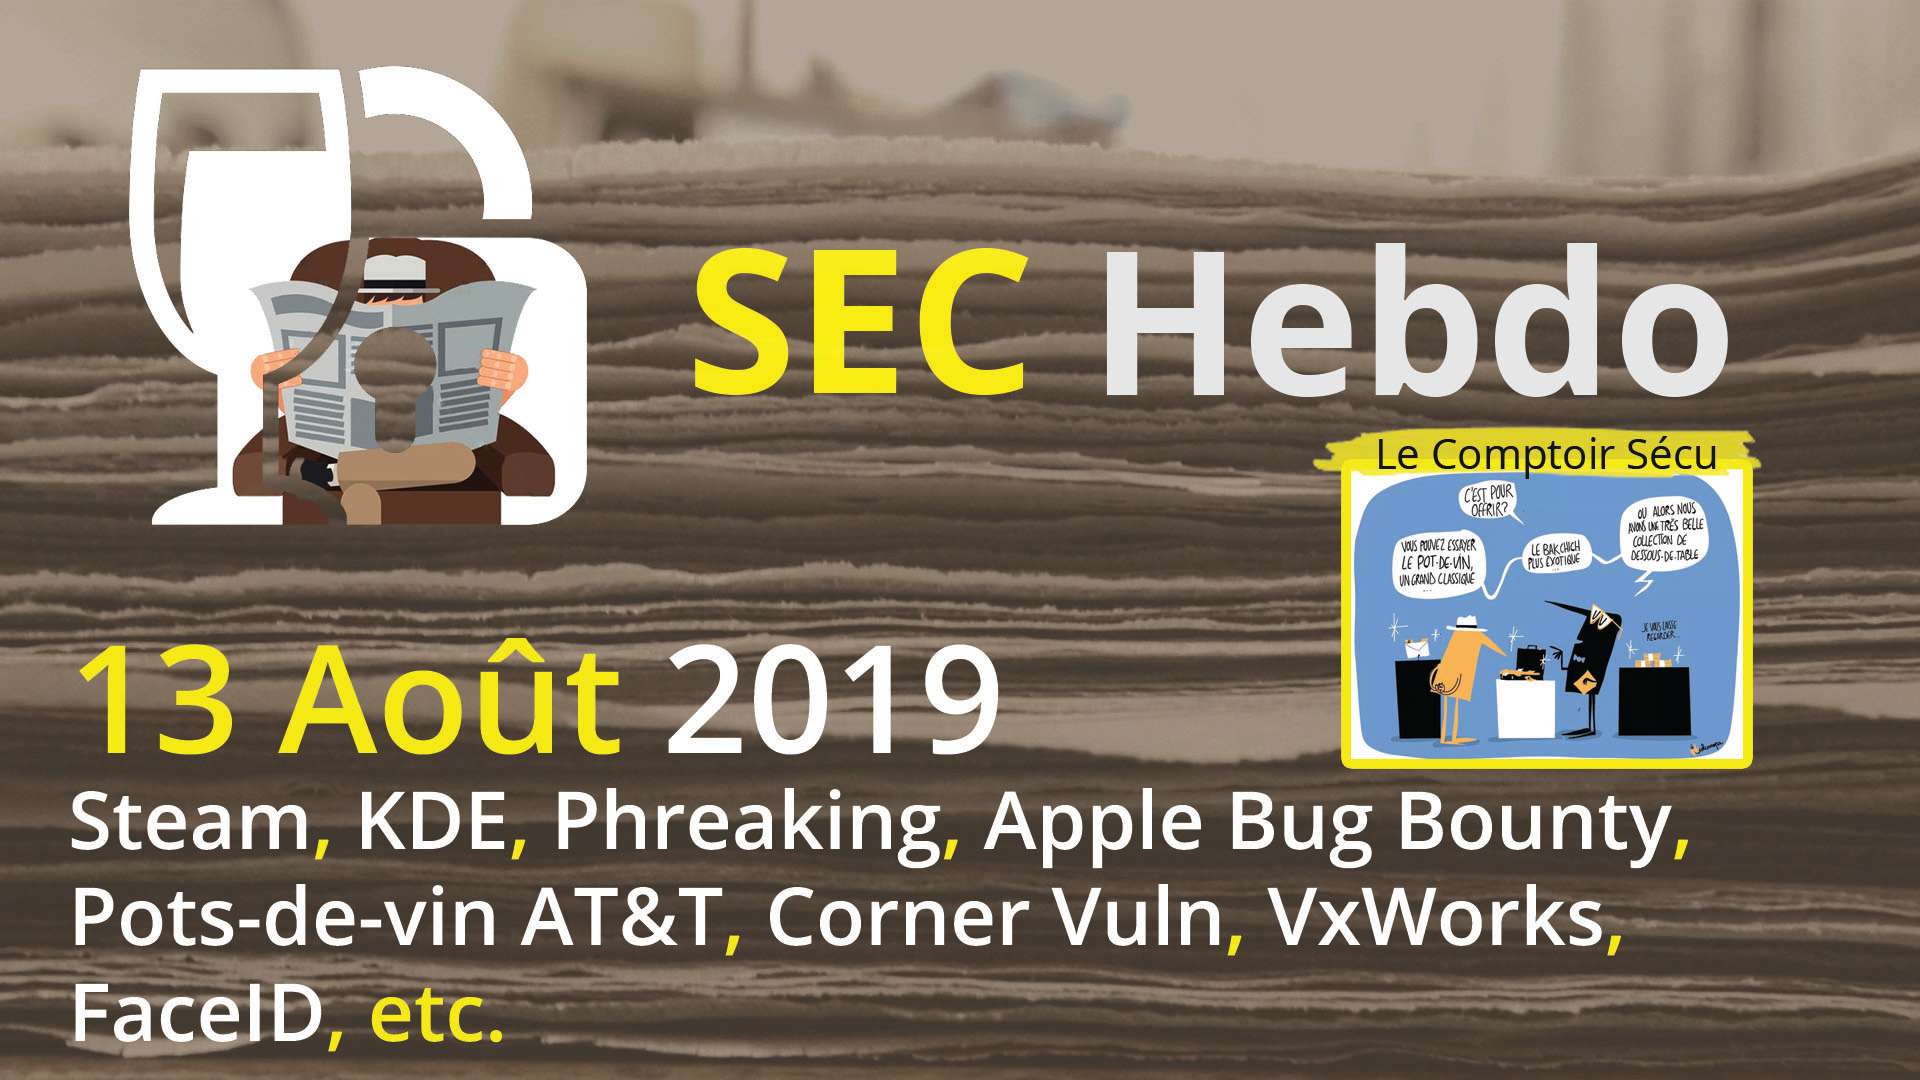 SEC Hebdo
Le Comptoir Sécu
C'EST POUR
OFFRIR?
VOUS POUVEZ ESSAYER
LE POT-DE-VIN,
UN GRAND CLASSIQUE
...
LE BAKCHICH
PLUS EXOTIQUE
...
OU ALORS NOUS
AVONS UNE TRÈS BELLE
COLLECTION DE
DESSOUS-DE-TABLE
JE VOUS LAISSE
REGARDER...
13 Août 2019
Steam, KDE, Phreaking, Apple Bug Bounty,
Pots-de-vin AT&T, Corner Vuln, VxWorks,
FaceID, etc.